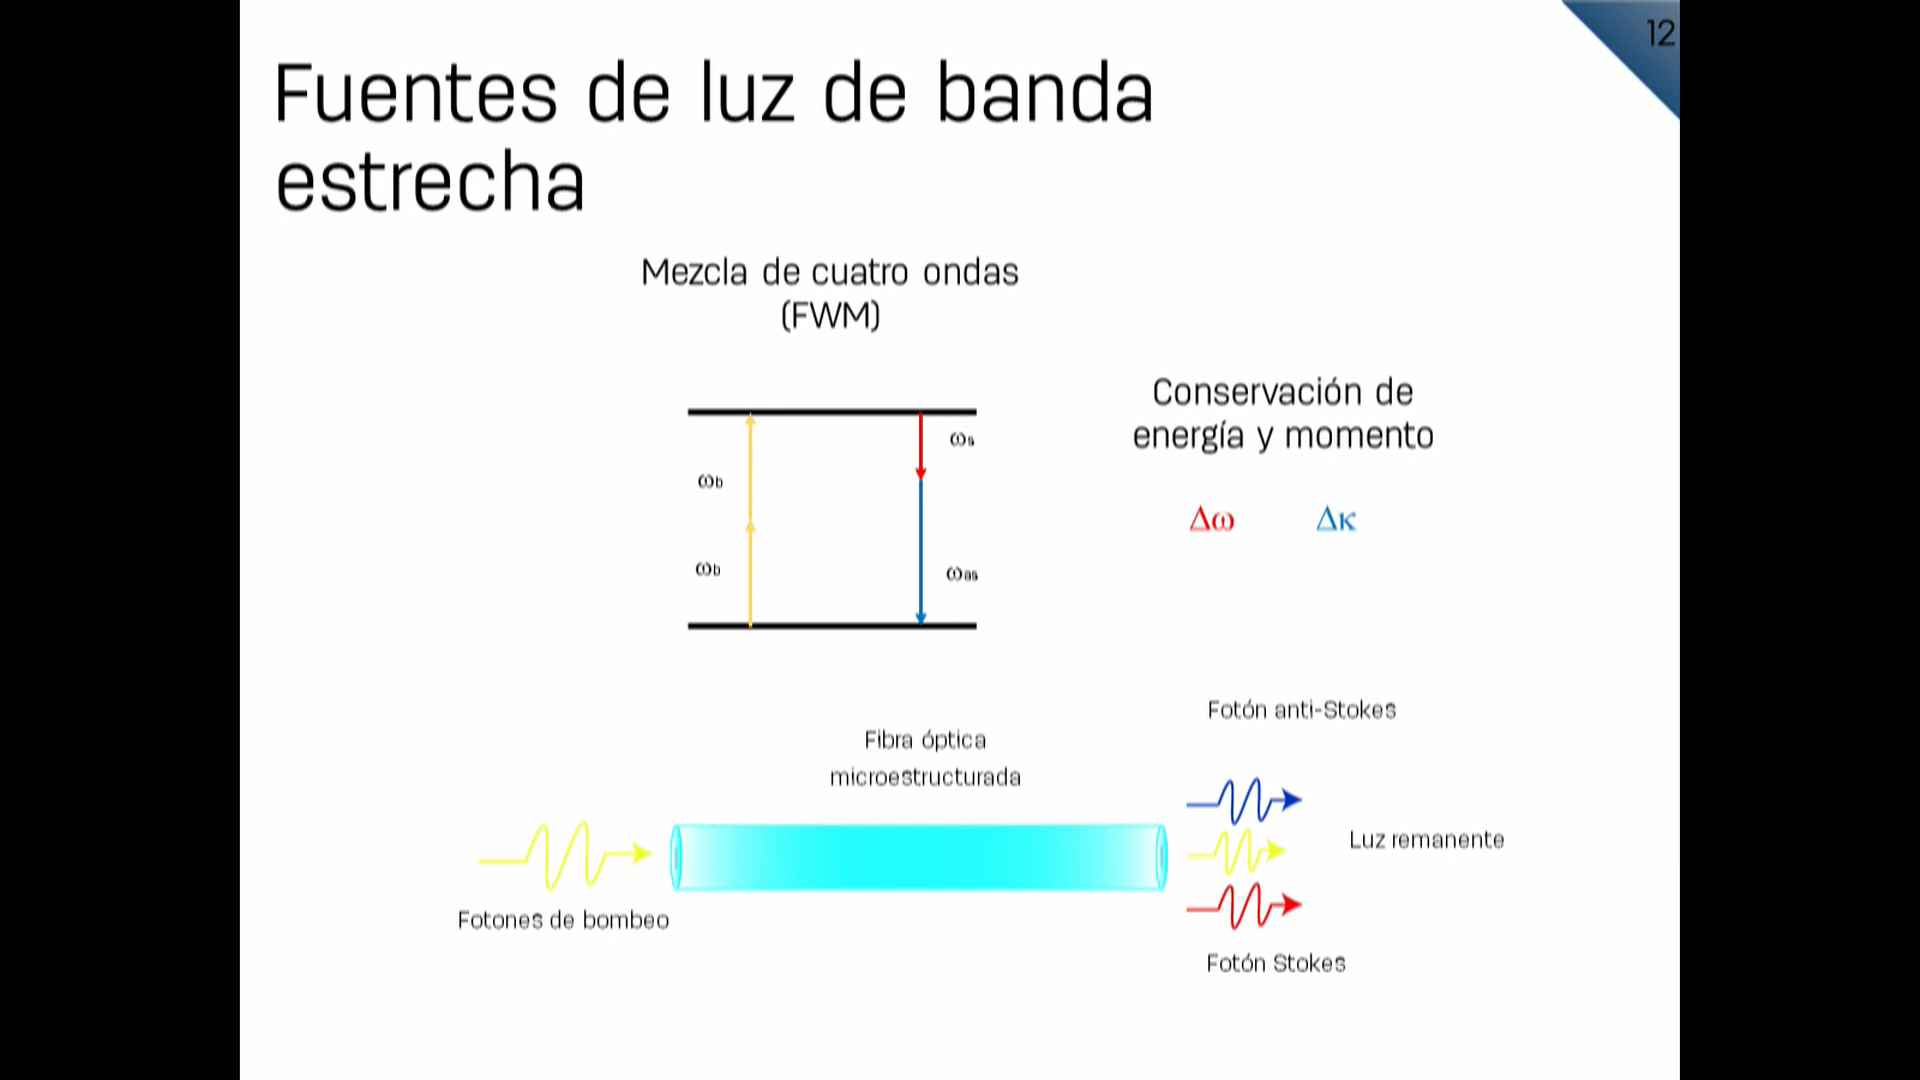 12
Fuentes de luz de banda
estrecha
Mezcla de cuatro ondas
(FWM)
Conservación de
energía y momento
Δω Δκ
ωs
ωb
ωb
ωas
Fotón anti-Stokes
Fibra óptica
microestructurada
Luz remanente
Fotones de bombeo
Fotón Stokes